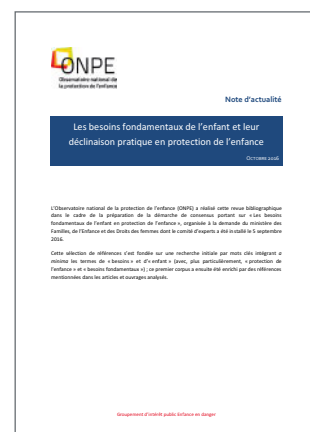 ONPE
Observatoire national de
la protection de l'enfance
Note d'actualité
Les besoins fondamentaux de l'enfant et leur
déclinaison pratique en protection de l'enfance
OCTOBRE 2016
L'Observatoire national de la protection de l'enfance (ONPE) a réalisé cette revue bibliographique
dans le cadre de la préparation de la démarche de consensus portant sur « Les besoins
fondamentaux de l'enfant en protection de l'enfance », organisée à la demande du ministère des
Familles, de l'Enfance et des Droits des femmes dont le comité d'experts a été installé le 5 septembre
2016.
Cette sélection de références s'est fondée sur une recherche initiale par mots clés intégrant a
minima les termes de « besoins » et d'« enfant » (avec, plus particulièrement, « protection de
l'enfance » et « besoins fondamentaux ») ; ce premier corpus a ensuite été enrichi par des références
mentionnées dans les articles et ouvrages analysés.
Groupement d'intérêt public Enfance en danger